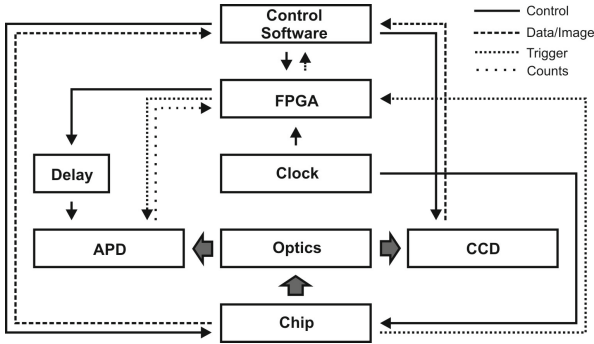 Control
Software
Control
Data/Image
Trigger
Counts
FPGA
Delay
Clock
APD
Optics
CCD
Chip